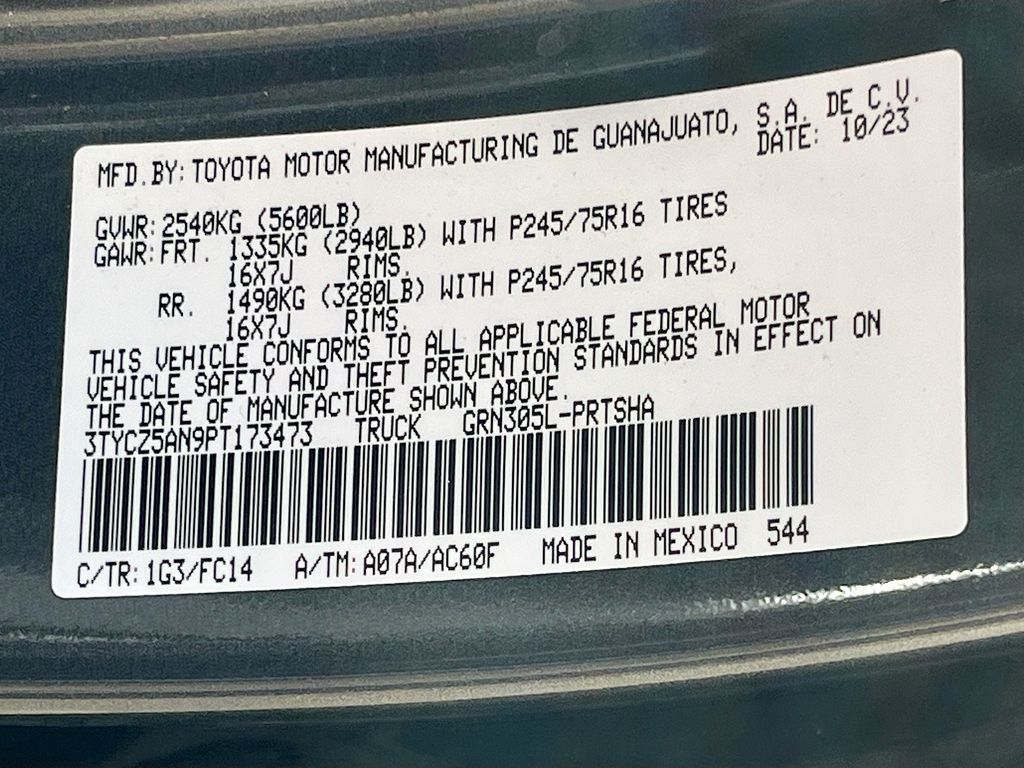 MFD.BY: TOYOTA MOTOR MANUFACTURING DE GUANAJUATO, S.A. DE C.V.
DATE: 10/23
GVWR: 2540KG (5600LB)
GAWR: FRT. 1335KG (2940LB) WITH P245/75R16 TIRES
16X7J RIMS.
RR. 1490KG (3280LB) WITH P245/75R16 TIRES,
16X7J RIMS.
THIS VEHICLE CONFORMS TO ALL APPLICABLE FEDERAL MOTOR
VEHICLE SAFETY AND THEFT PREVENTION STANDARDS IN EFFECT ON
THE DATE OF MANUFACTURE SHOWN ABOVE.
3TYCZ5AN9PT173473 TRUCK GRN305L-PRTSHA
C/TR: 1G3/FC14 A/TM: A07A/AC60F MADE IN MEXICO 544